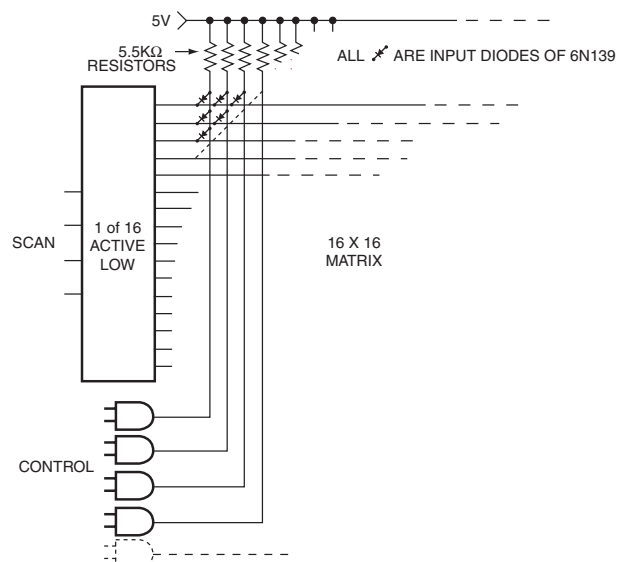 5V
5.5KΩ
RESISTORS
ALL ARE INPUT DIODES OF 6N139
1 of 16
ACTIVE
LOW
SCAN
16 X 16
MATRIX
CONTROL